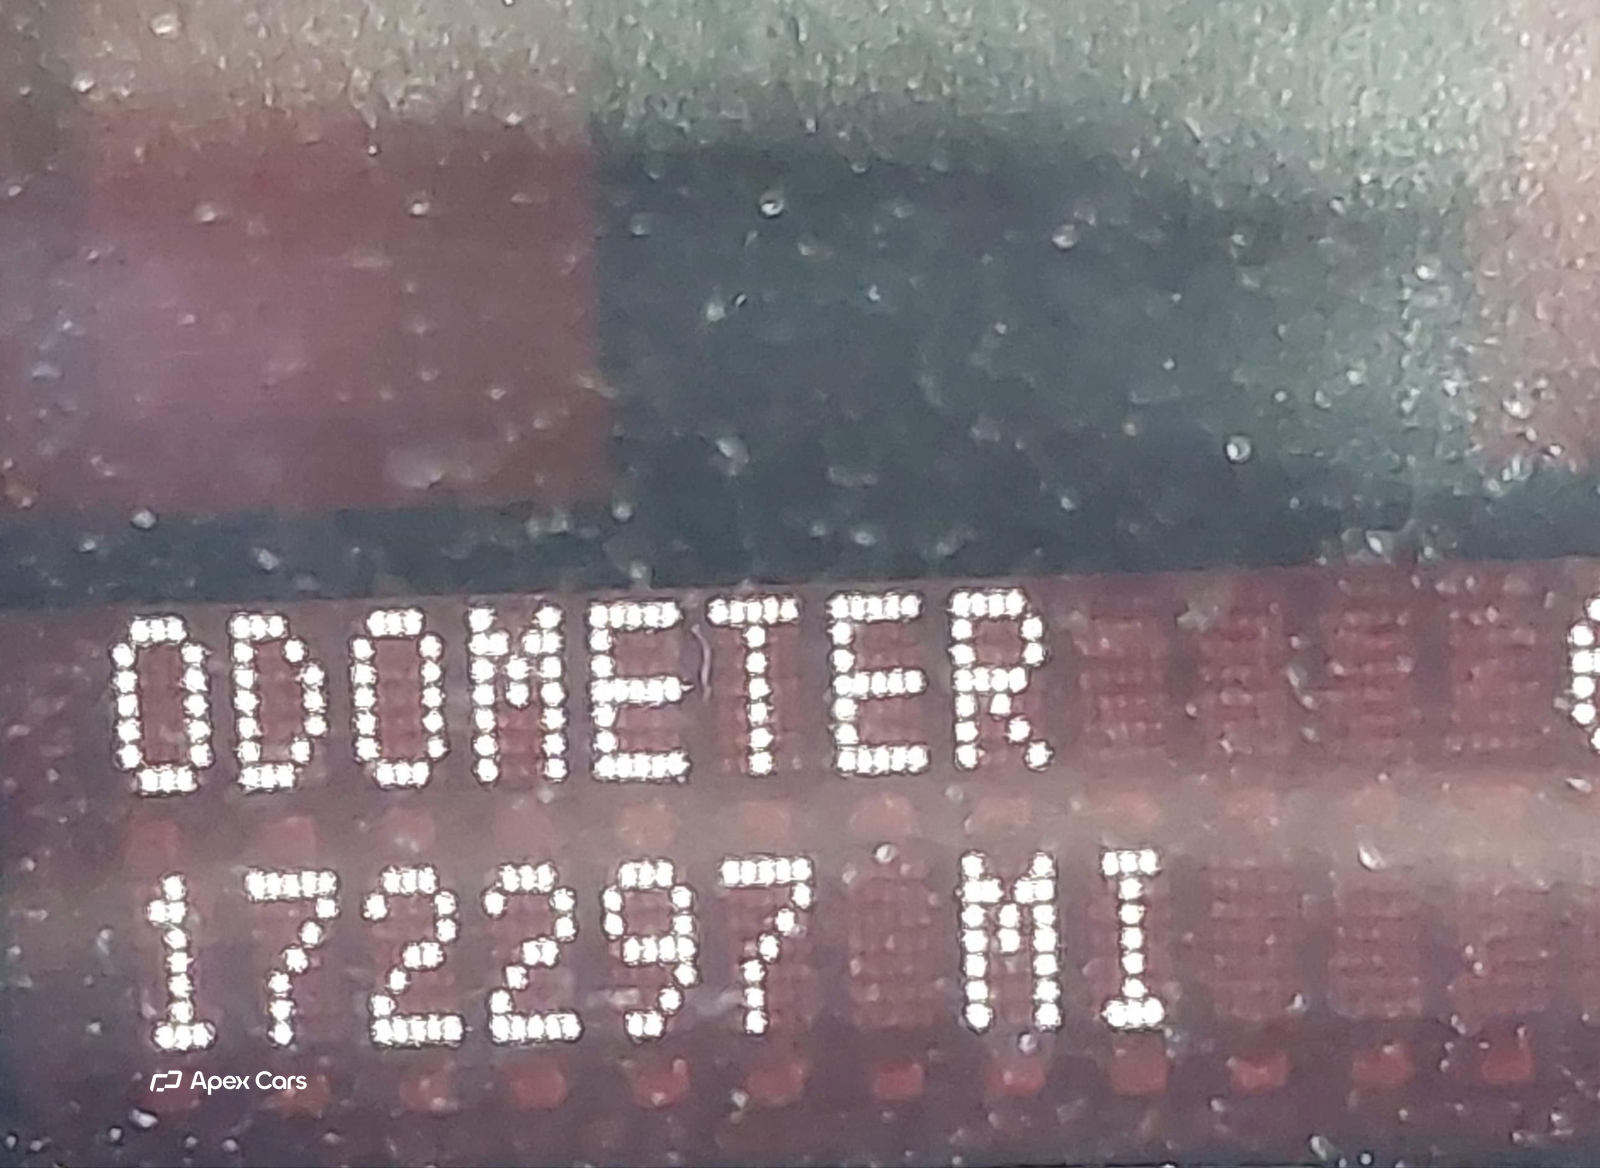 ODOMETER
172297 MI
Apex Cars